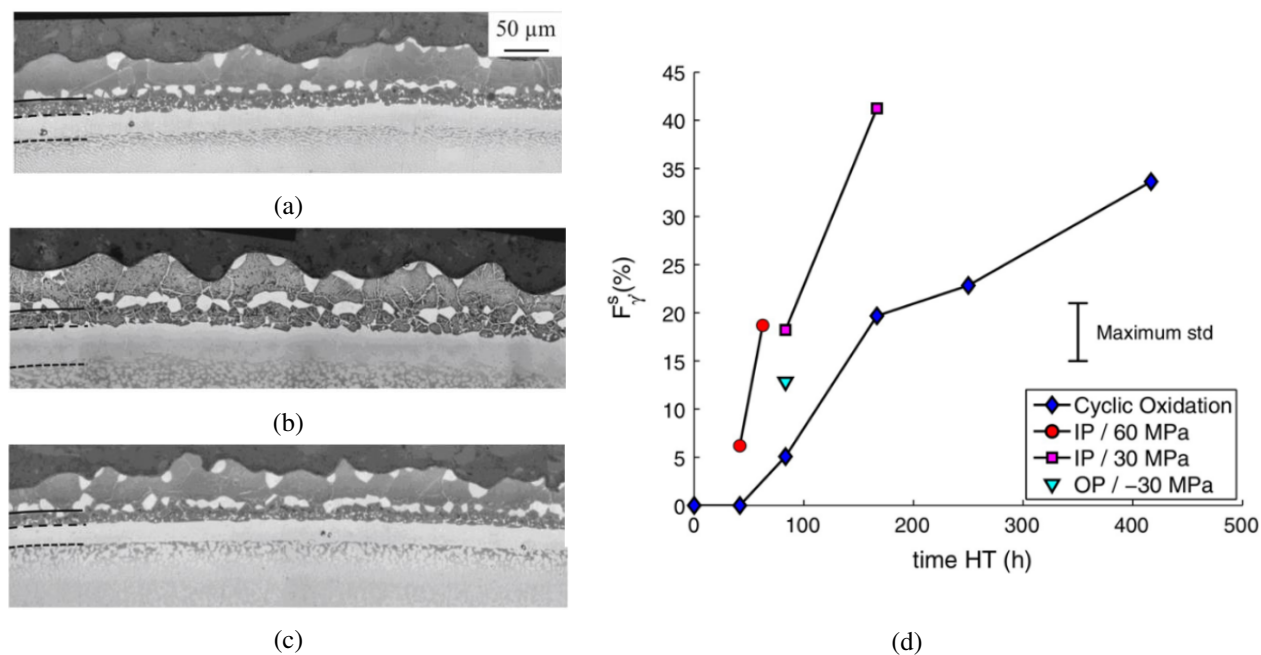 50 µm
(a)
(b)
(c)
45
40
35
30
25
20
15
10
5
0
F^s_γ'(%)
0 100 200 300 400 500
time HT (h)
Maximum std
Cyclic Oxidation
IP / 60 MPa
IP / 30 MPa
OP / −30 MPa
(d)